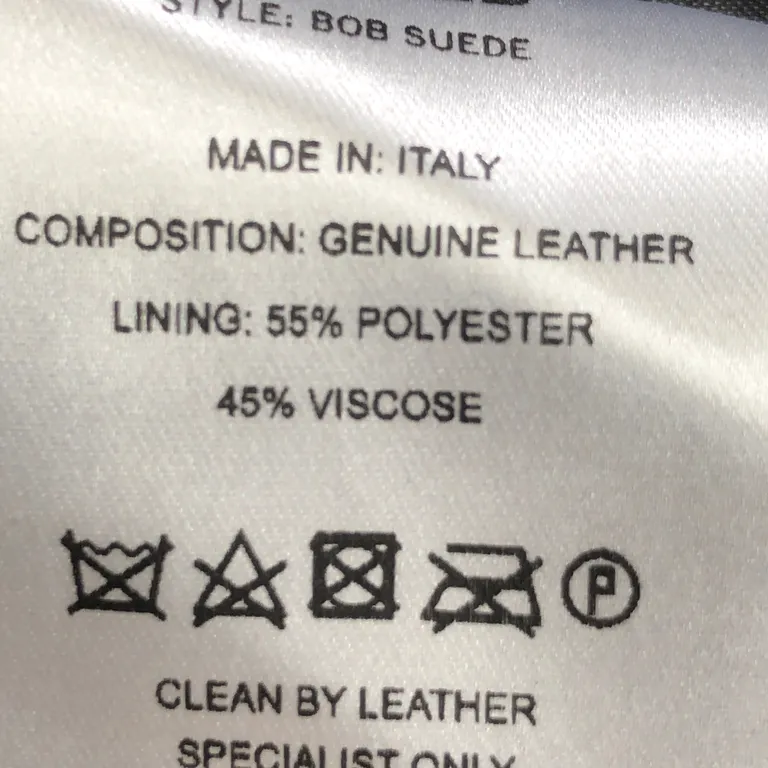 STYLE: BOB SUEDE
MADE IN: ITALY
COMPOSITION: GENUINE LEATHER
LINING: 55% POLYESTER
45% VISCOSE
P
CLEAN BY LEATHER
SPECIALIST ONLY